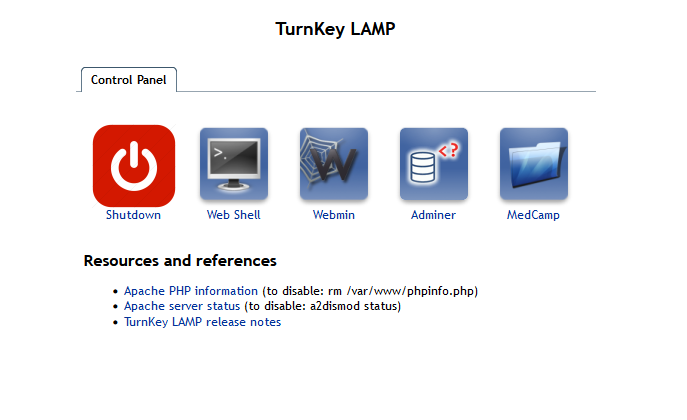 TurnKey LAMP
Control Panel
>_
W
<?
Shutdown Web Shell Webmin Adminer MedCamp
Resources and references
Apache PHP information (to disable: rm /var/www/phpinfo.php)
Apache server status (to disable: a2dismod status)
TurnKey LAMP release notes